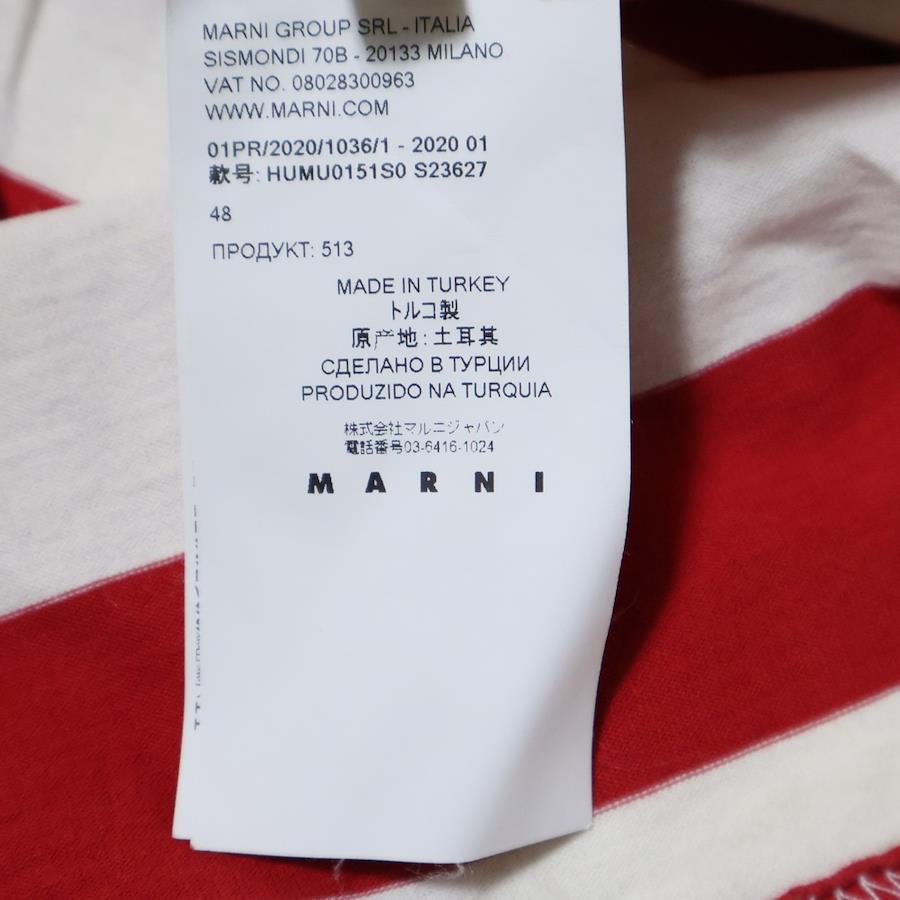 MARNI GROUP SRL - ITALIA
SISMONDI 70B - 20133 MILANO
VAT NO. 08028300963
WWW.MARNI.COM
01PR/2020/1036/1 - 2020 01
款号: HUMU0151S0 S23627
48
ПРОДУКТ: 513
MADE IN TURKEY
トルコ製
原产地: 土耳其
СДЕЛАНО В ТУРЦИИ
PRODUZIDO NA TURQUIA
株式会社マルニジャパン
電話番号03-6416-1024
MARNI